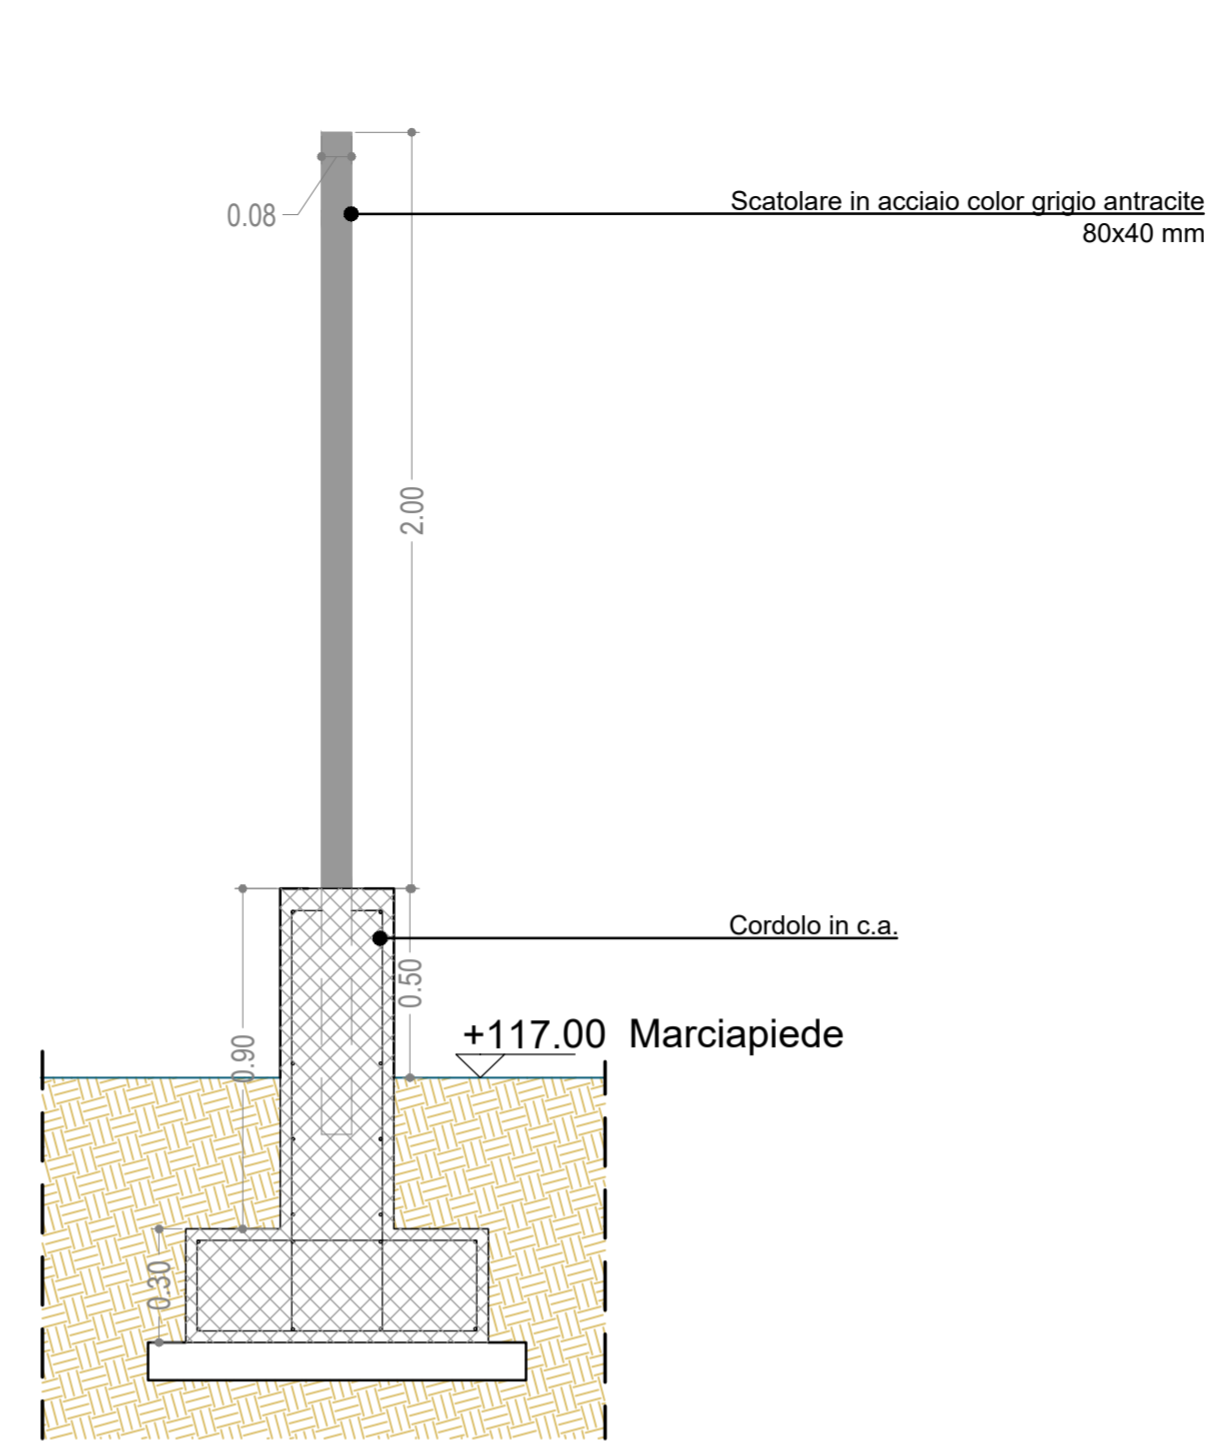 Scatolare in acciaio color grigio antracite
80x40 mm
0.08
2.00
Cordolo in c.a.
0.50
+117.00 Marciapiede
0.90
0.30